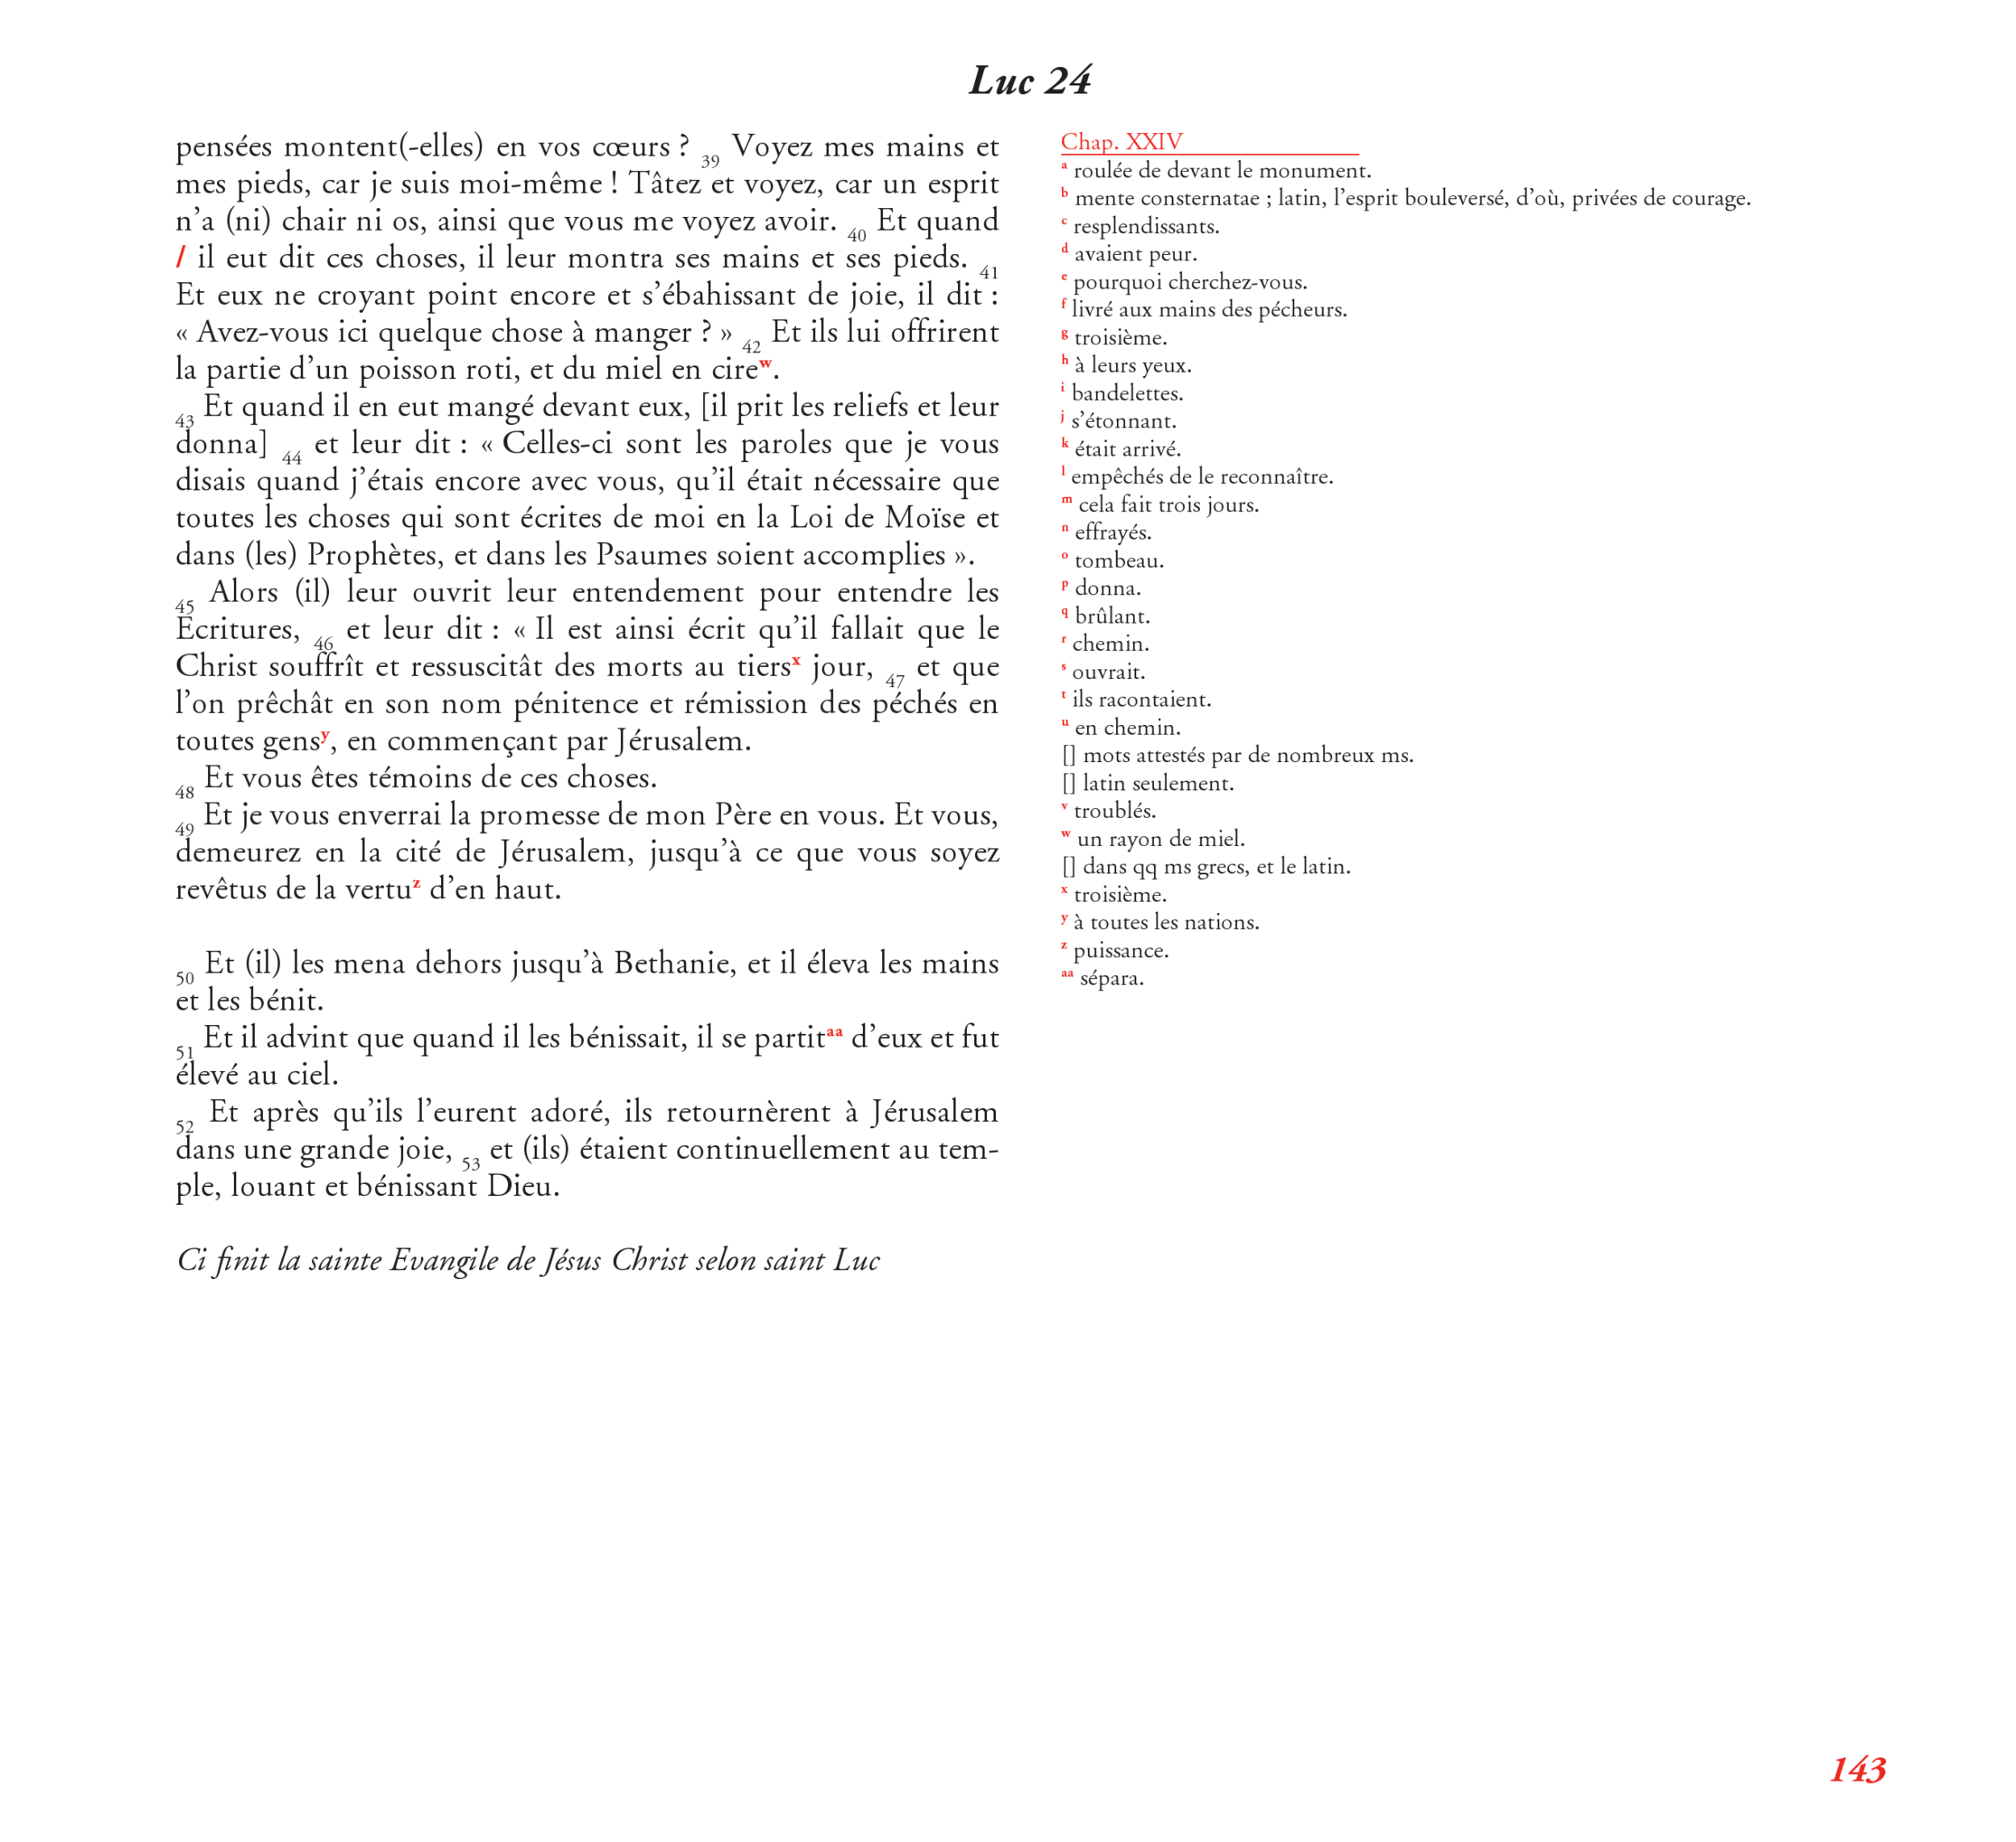 Luc 24
pensées montent(-elles) en vos cœurs ? 39 Voyez mes mains et
mes pieds, car je suis moi-même ! Tâtez et voyez, car un esprit
n’a (ni) chair ni os, ainsi que vous me voyez avoir. 40 Et quand
/ il eut dit ces choses, il leur montra ses mains et ses pieds. 41
Et eux ne croyant point encore et s’ébahissant de joie, il dit :
« Avez-vous ici quelque chose à manger ? » 42 Et ils lui offrirent
la partie d’un poisson roti, et du miel en cirew.
43 Et quand il en eut mangé devant eux, [il prit les reliefs et leur
donna] 44 et leur dit : « Celles-ci sont les paroles que je vous
disais quand j’étais encore avec vous, qu’il était nécessaire que
toutes les choses qui sont écrites de moi en la Loi de Moïse et
dans (les) Prophètes, et dans les Psaumes soient accomplies ».
45 Alors (il) leur ouvrit leur entendement pour entendre les
Ecritures, 46 et leur dit : « Il est ainsi écrit qu’il fallait que le
Christ souffrît et ressuscitât des morts au tiersx jour, 47 et que
l’on prêchât en son nom pénitence et rémission des péchés en
toutes gensy, en commençant par Jérusalem.
48 Et vous êtes témoins de ces choses.
49 Et je vous enverrai la promesse de mon Père en vous. Et vous,
demeurez en la cité de Jérusalem, jusqu’à ce que vous soyez
revêtus de la vertuz d’en haut.
50 Et (il) les mena dehors jusqu’à Bethanie, et il éleva les mains
et les bénit.
51 Et il advint que quand il les bénissait, il se partitaa d’eux et fut
élevé au ciel.
52 Et après qu’ils l’eurent adoré, ils retournèrent à Jérusalem
dans une grande joie, 53 et (ils) étaient continuellement au tem-
ple, louant et bénissant Dieu.
Ci finit la sainte Evangile de Jésus Christ selon saint Luc
Chap. XXIV
a roulée de devant le monument.
b mente consternatae ; latin, l’esprit bouleversé, d’où, privées de courage.
c resplendissants.
d avaient peur.
e pourquoi cherchez-vous.
f livré aux mains des pécheurs.
g troisième.
h à leurs yeux.
i bandelettes.
j s’étonnant.
k était arrivé.
l empêchés de le reconnaître.
m cela fait trois jours.
n effrayés.
o tombeau.
p donna.
q brûlant.
r chemin.
s ouvrait.
t ils racontaient.
u en chemin.
[] mots attestés par de nombreux ms.
[] latin seulement.
v troublés.
w un rayon de miel.
[] dans qq ms grecs, et le latin.
x troisième.
y à toutes les nations.
z puissance.
aa sépara.
143